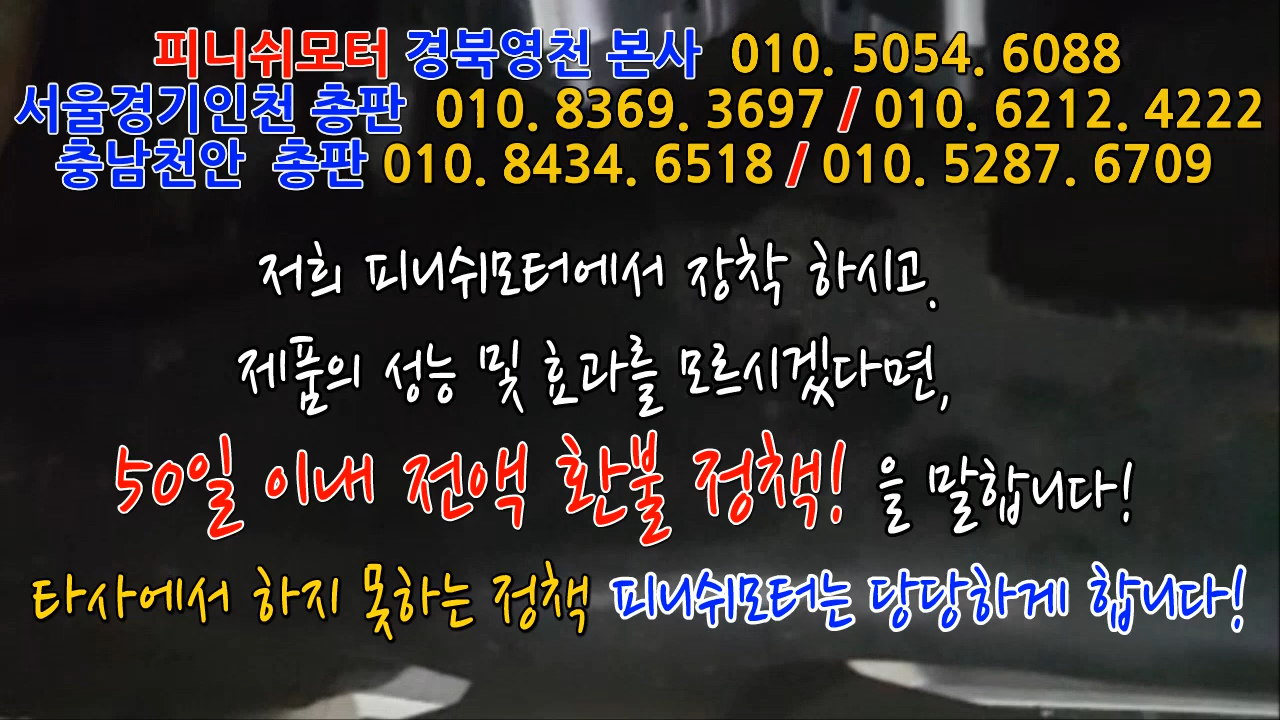 피니쉬모터 경북영천 본사 010. 5054. 6088
서울경기인천 총판 010. 8369. 3697 / 010. 6212. 4222
충남천안 총판 010. 8434. 6518 / 010. 5287. 6709
저희 피니쉬모터에서 장착 하시고.
제품의 성능 및 효과를 모르시겠다면,
50일 이내 전액 환불 정책! 을 말합니다!
타사에서 하지 못하는 정책 피니쉬모터는 당당하게 합니다!